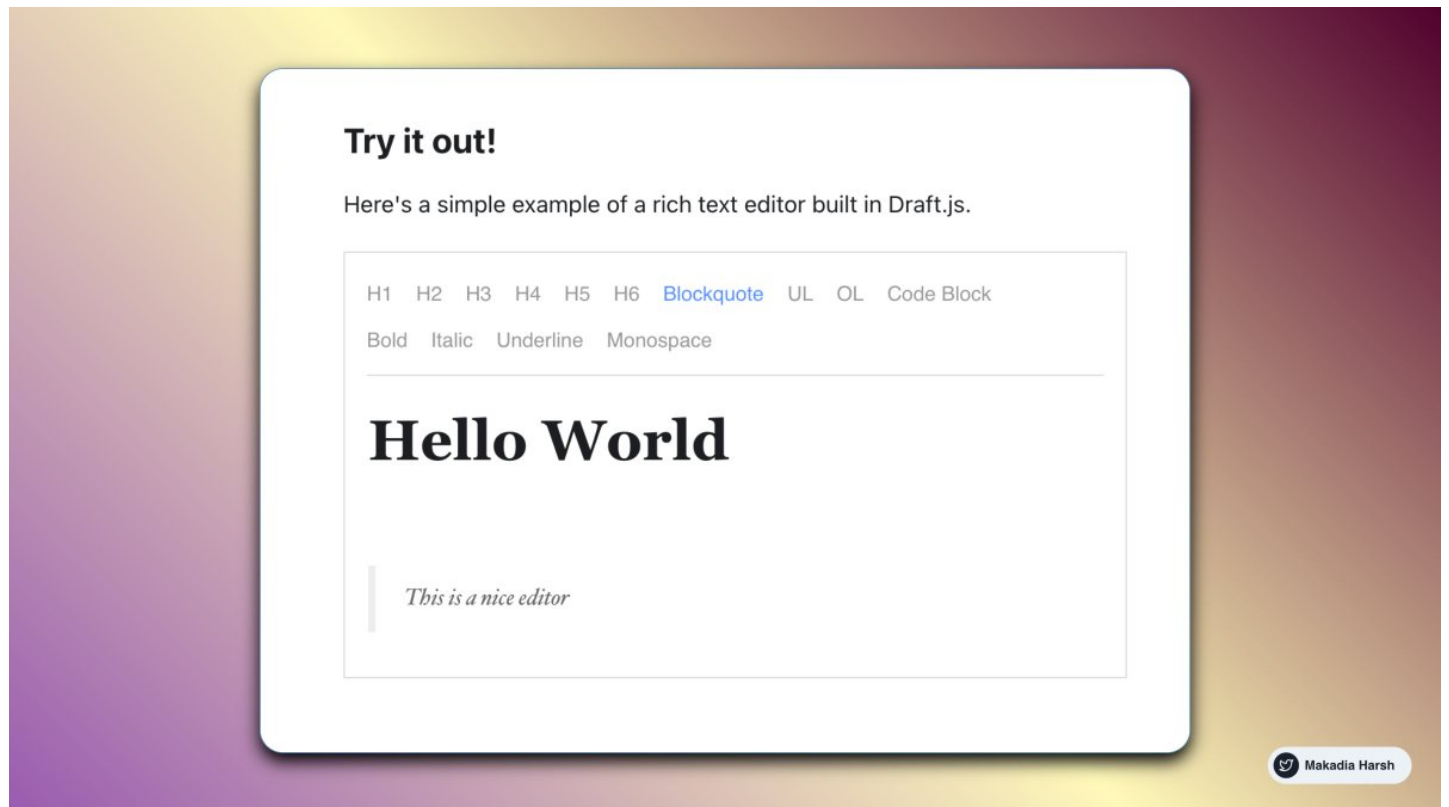 Try it out!
Here's a simple example of a rich text editor built in Draft.js.
H1 H2 H3 H4 H5 H6 Blockquote UL OL Code Block
Bold Italic Underline Monospace
Hello World
This is a nice editor
Makadia Harsh